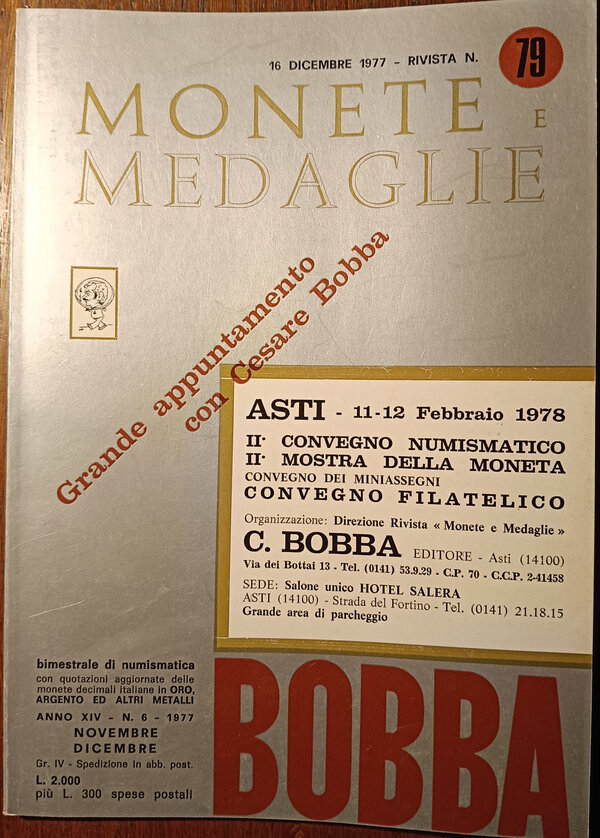 16 DICEMBRE 1977 - RIVISTA N. 79
MONETE E
MEDAGLIE
Grande appuntamento
con Cesare Bobba
ASTI - 11-12 Febbraio 1978
II° CONVEGNO NUMISMATICO
II° MOSTRA DELLA MONETA
CONVEGNO DEI MINIASSEGNI
CONVEGNO FILATELICO
Organizzazione: Direzione Rivista « Monete e Medaglie »
C. BOBBA EDITORE - Asti (14100)
Via dei Bottai 13 - Tel. (0141) 53.9.29 - C.P. 70 - C.C.P. 2-41458
SEDE: Salone unico HOTEL SALERA
ASTI (14100) - Strada del Fortino - Tel. (0141) 21.18.15
Grande area di parcheggio
bimestrale di numismatica
con quotazioni aggiornate delle
monete decimali italiane in ORO,
ARGENTO ED ALTRI METALLI
ANNO XIV - N. 6 - 1977
NOVEMBRE
DICEMBRE
Gr. IV - Spedizione in abb. post.
L. 2.000
più L. 300 spese postali
BOBBA